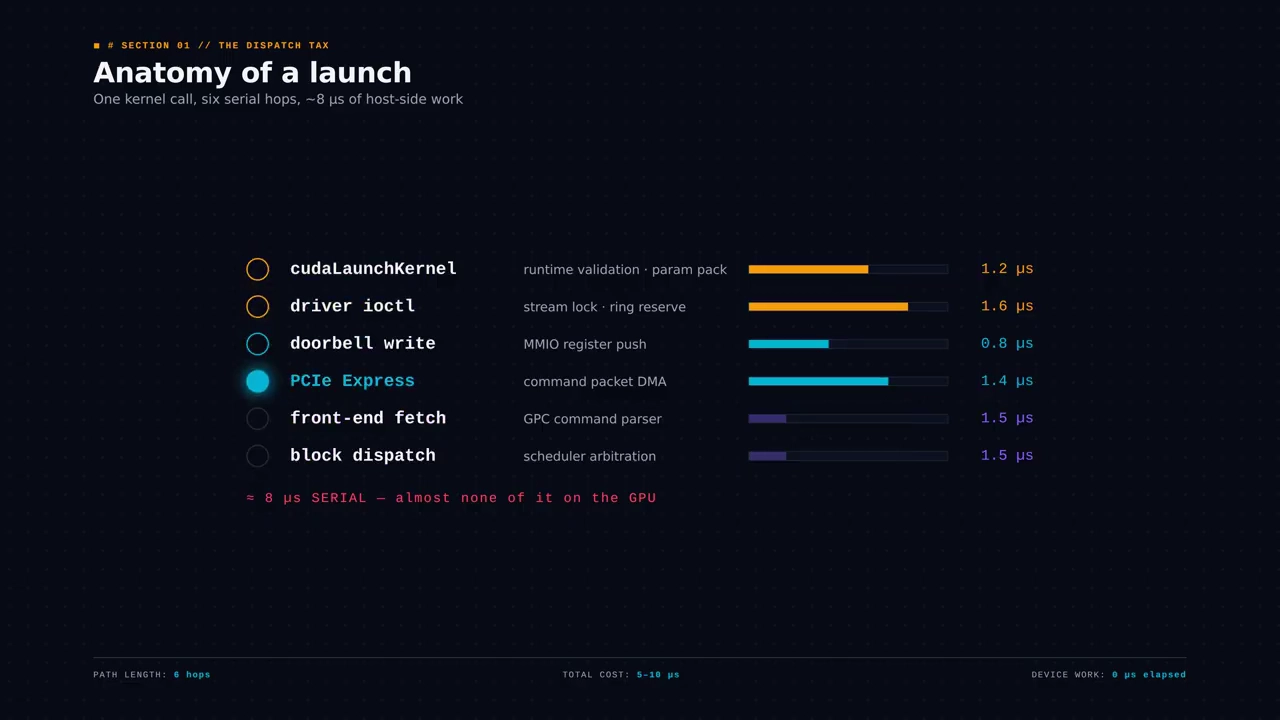 ■ # SECTION 01 // THE DISPATCH TAX
Anatomy of a launch
One kernel call, six serial hops, ~8 µs of host-side work
cudaLaunchKernel runtime validation · param pack 1.2 µs
driver ioctl stream lock · ring reserve 1.6 µs
doorbell write MMIO register push 0.8 µs
PCIe Express command packet DMA 1.4 µs
front-end fetch GPC command parser 1.5 µs
block dispatch scheduler arbitration 1.5 µs
≈ 8 µs SERIAL — almost none of it on the GPU
PATH LENGTH: 6 hops TOTAL COST: 5–10 µs DEVICE WORK: 0 µs elapsed